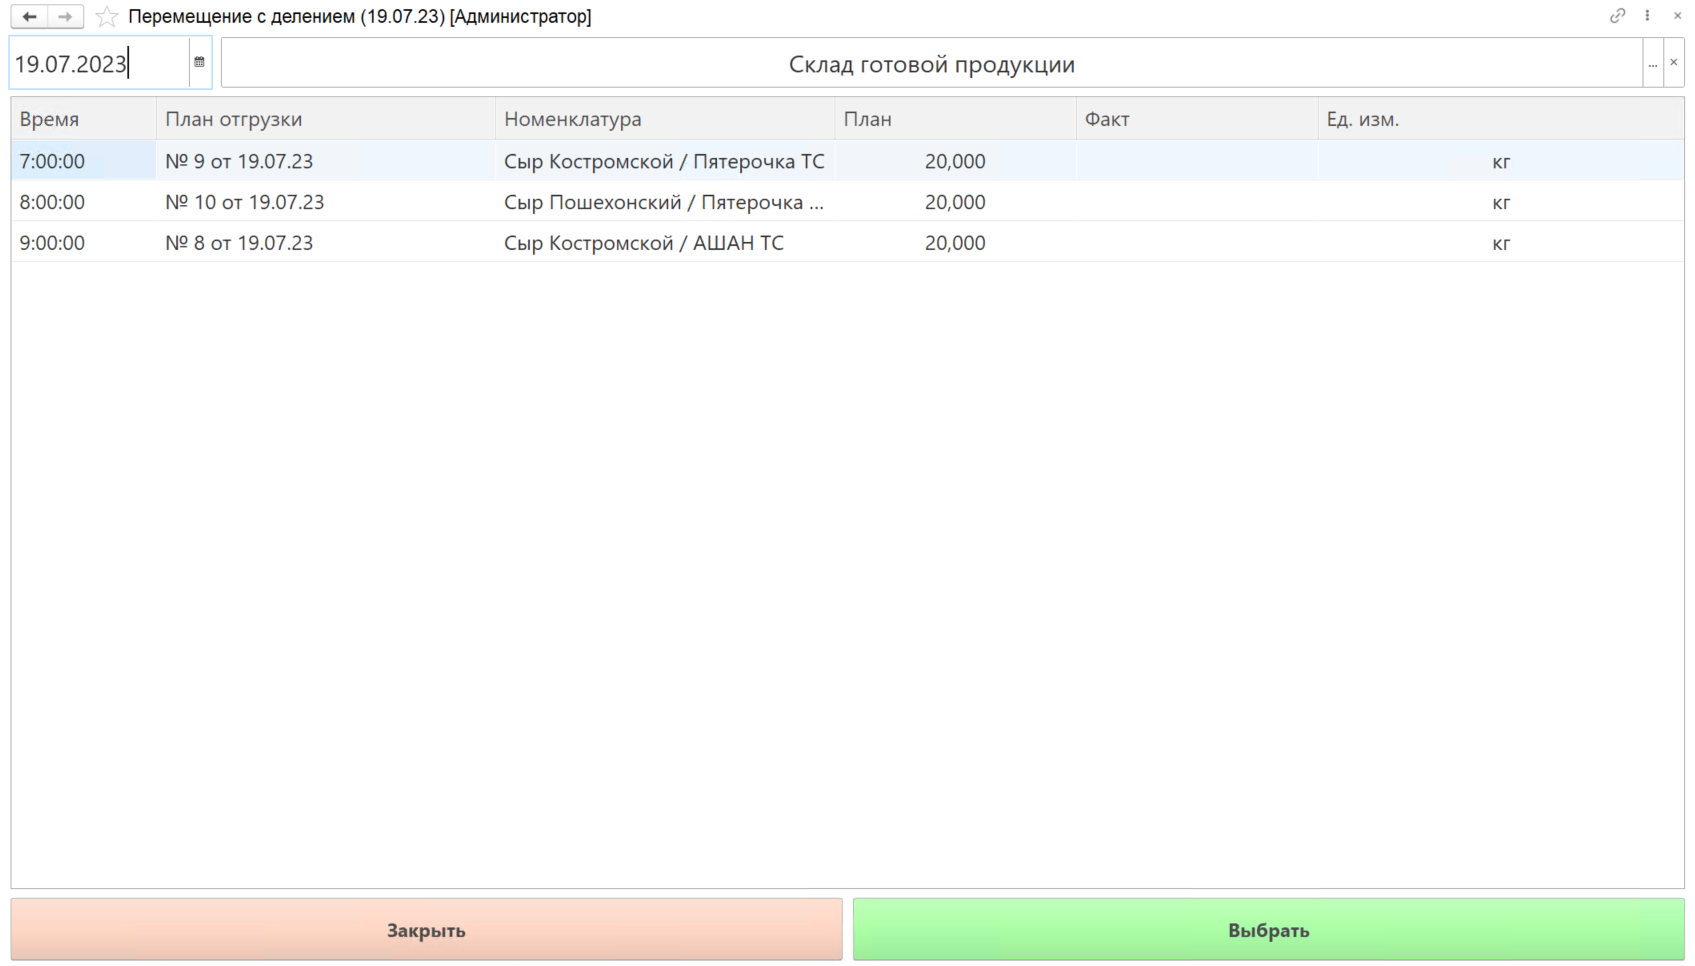 Перемещение с делением (19.07.23) [Администратор]
19.07.2023 Склад готовой продукции ...
Время План отгрузки Номенклатура План Факт Ед. изм.
7:00:00 № 9 от 19.07.23 Сыр Костромской / Пятерочка ТС 20,000 кг
8:00:00 № 10 от 19.07.23 Сыр Пошехонский / Пятерочка ... 20,000 кг
9:00:00 № 8 от 19.07.23 Сыр Костромской / АШАН ТС 20,000 кг
Закрыть Выбрать